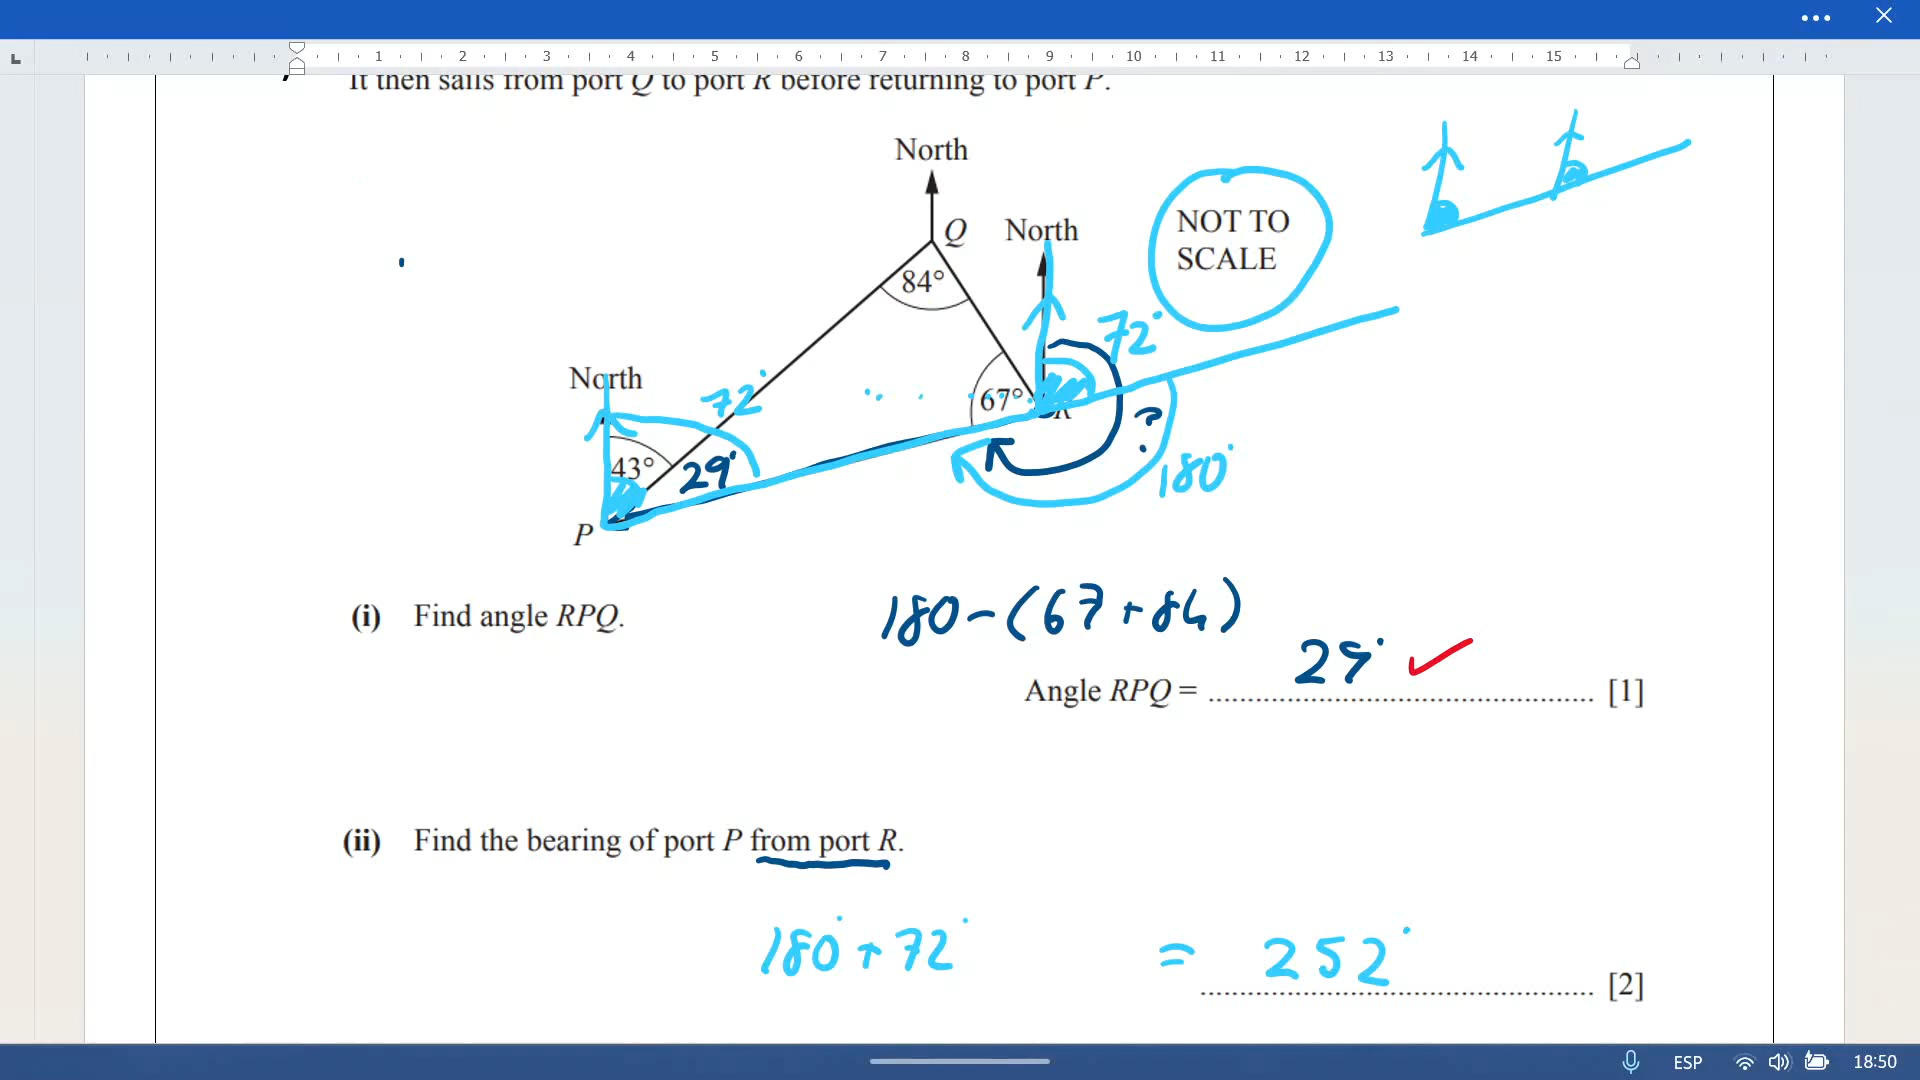 1 2 3 4 5 6 7 8 9 10 11 12 13 14 15
It then sails from port Q to port R before returning to port P.
North
Q
North
NOT TO
SCALE
84°
72°
North
72°
67°
R
?
43°
29°
180°
P
180-(67+84)
(i) Find angle RPQ.
29°
Angle RPQ = ................................................ [1]
(ii) Find the bearing of port P from port R.
180°+72° = 252°
................................................ [2]
ESP 18:50